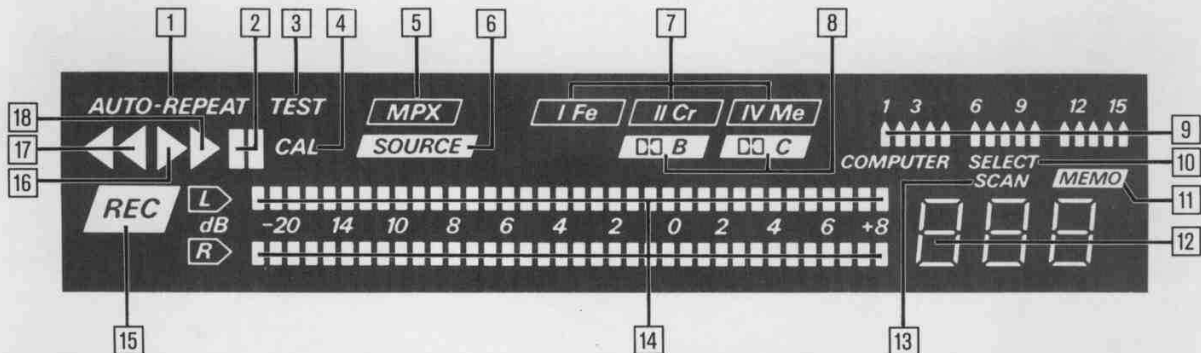 1 2 3 4 5 6 7 8
AUTO-REPEAT TEST MPX I Fe II Cr IV Me 1 3 6 9 12 15
18
9
17 CAL SOURCE B C
COMPUTER SELECT 10
16
SCAN MEMO 11
REC L
dB -20 14 10 8 6 4 2 0 2 4 6 +8
R
888 12
15 14 13